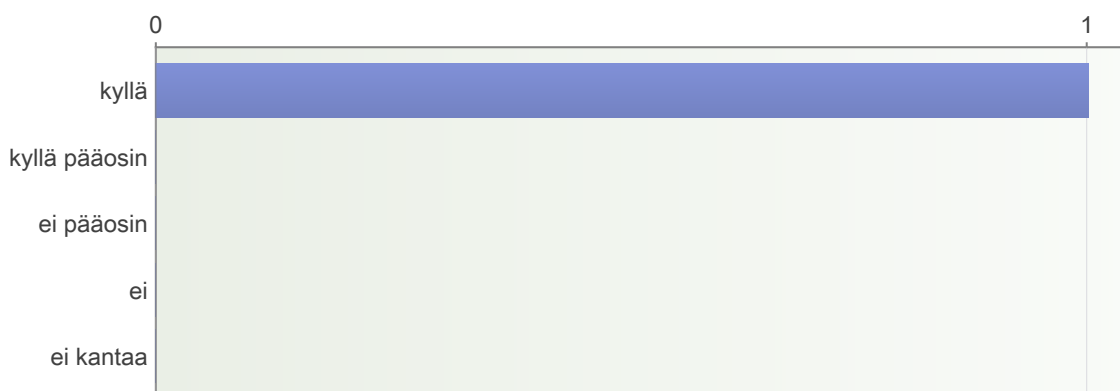 0 1
kyllä
kyllä pääosin
ei pääosin
ei
ei kantaa